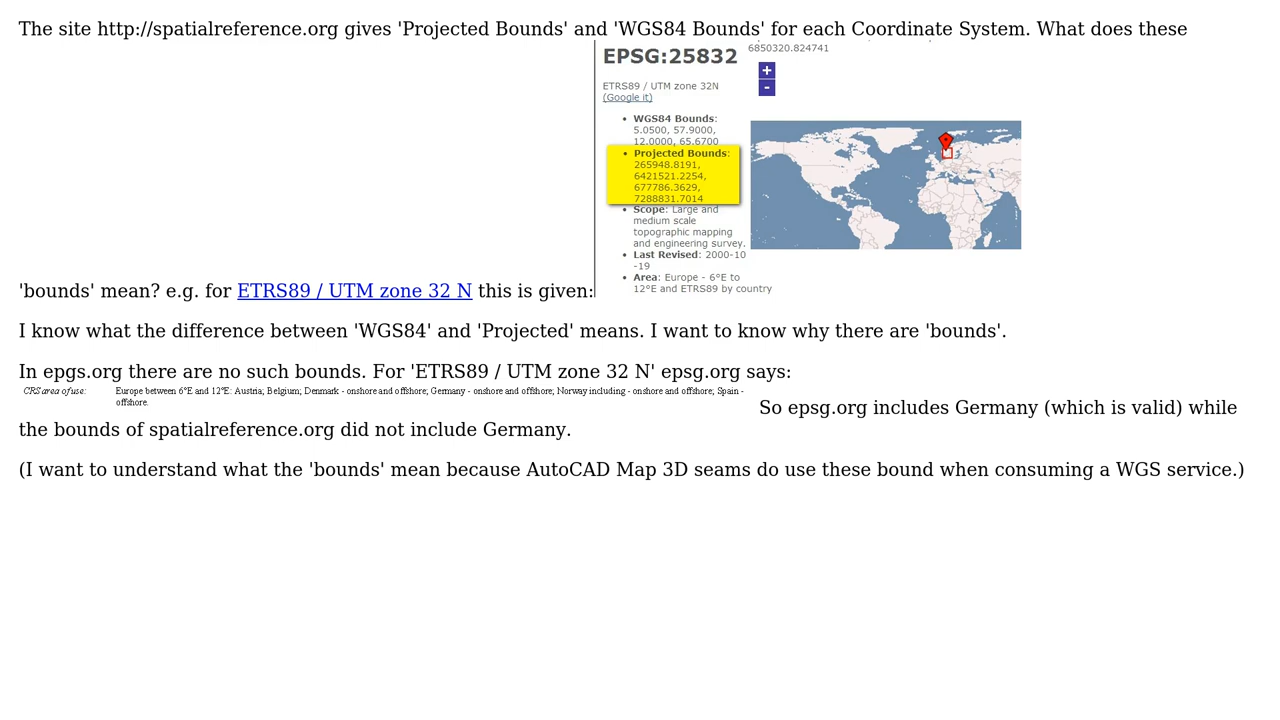 The site http://spatialreference.org gives 'Projected Bounds' and 'WGS84 Bounds' for each Coordinate System. What does these
EPSG:25832
6850320.824741
+
-
ETRS89 / UTM zone 32N
(Google it)
• WGS84 Bounds:
5.0500, 57.9000,
12.0000, 65.6700
• Projected Bounds:
265948.8191,
6421521.2254,
677786.3629,
7288831.7014
• Scope: Large and
medium scale
topographic mapping
and engineering survey.
• Last Revised: 2000-10
-19
• Area: Europe - 6°E to
12°E and ETRS89 by country
'bounds' mean? e.g. for ETRS89 / UTM zone 32 N this is given:
I know what the difference between 'WGS84' and 'Projected' means. I want to know why there are 'bounds'.
In epgs.org there are no such bounds. For 'ETRS89 / UTM zone 32 N' epsg.org says:
CRS area of use: Europe between 6°E and 12°E: Austria; Belgium; Denmark - onshore and offshore; Germany - onshore and offshore; Norway including - onshore and offshore; Spain -
offshore.
So epsg.org includes Germany (which is valid) while
the bounds of spatialreference.org did not include Germany.
(I want to understand what the 'bounds' mean because AutoCAD Map 3D seams do use these bound when consuming a WGS service.)